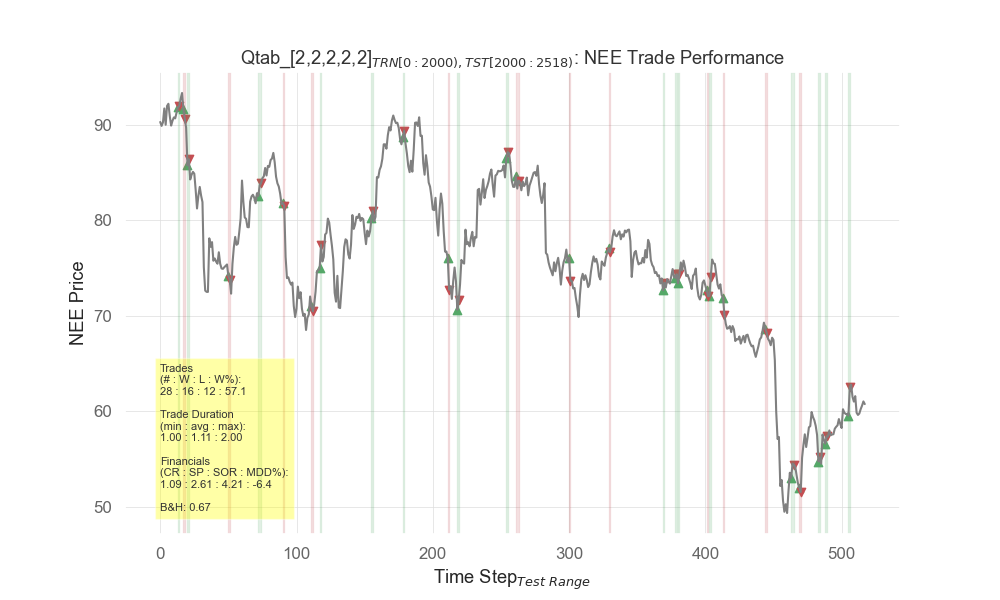 Qtab_[2,2,2,2,2]TRN[0 : 2000), TST[2000 : 2518): NEE Trade Performance
NEE Price
90
80
70
60
50
Trades
(# : W : L : W%):
28 : 16 : 12 : 57.1
Trade Duration
(min : avg : max):
1.00 : 1.11 : 2.00
Financials
(CR : SP : SOR : MDD%):
1.09 : 2.61 : 4.21 : -6.4
B&H: 0.67
0 100 200 300 400 500
Time StepTest Range